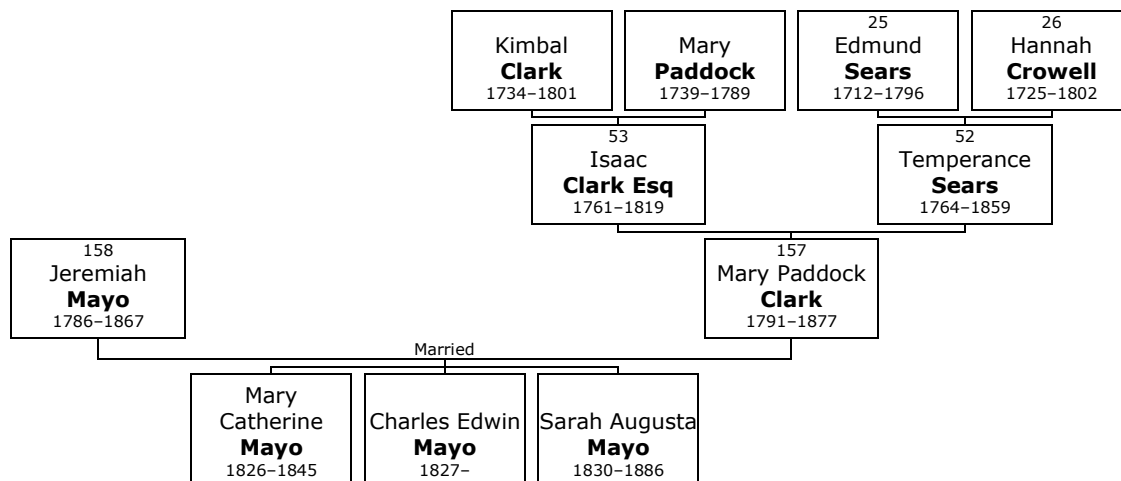 Kimbal
Clark
1734–1801
Mary
Paddock
1739–1789
25
Edmund
Sears
1712–1796
26
Hannah
Crowell
1725–1802
53
Isaac
Clark Esq
1761–1819
52
Temperance
Sears
1764–1859
158
Jeremiah
Mayo
1786–1867
157
Mary Paddock
Clark
1791–1877
Married
Mary
Catherine
Mayo
1826–1845
Charles Edwin
Mayo
1827–
Sarah Augusta
Mayo
1830–1886